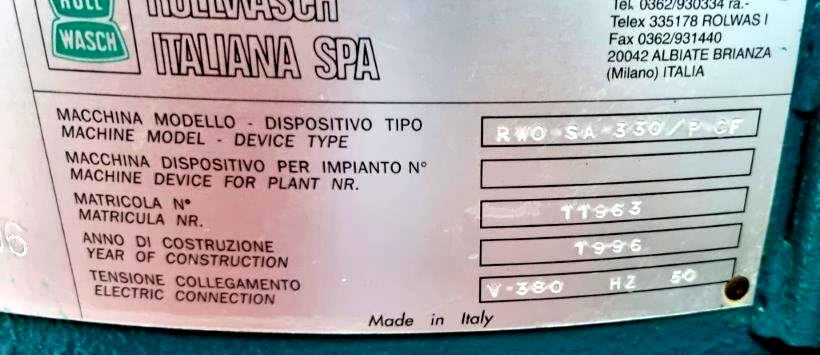 ROLL
WASCH
ROLLWASCH
ITALIANA SPA
Tel. 0362/930334 ra.-
Telex 335178 ROLWAS I
Fax 0362/931440
20042 ALBIATE BRIANZA
(Milano) ITALIA
MACCHINA MODELLO - DISPOSITIVO TIPO
MACHINE MODEL - DEVICE TYPE
RWO-SA-330/P-CF
MACCHINA DISPOSITIVO PER IMPIANTO N°
MACHINE DEVICE FOR PLANT NR.
MATRICOLA N°
MATRICULA NR.
11963
ANNO DI COSTRUZIONE
YEAR OF CONSTRUCTION
1996
TENSIONE COLLEGAMENTO
ELECTRIC CONNECTION
V-380 HZ 50
Made in Italy